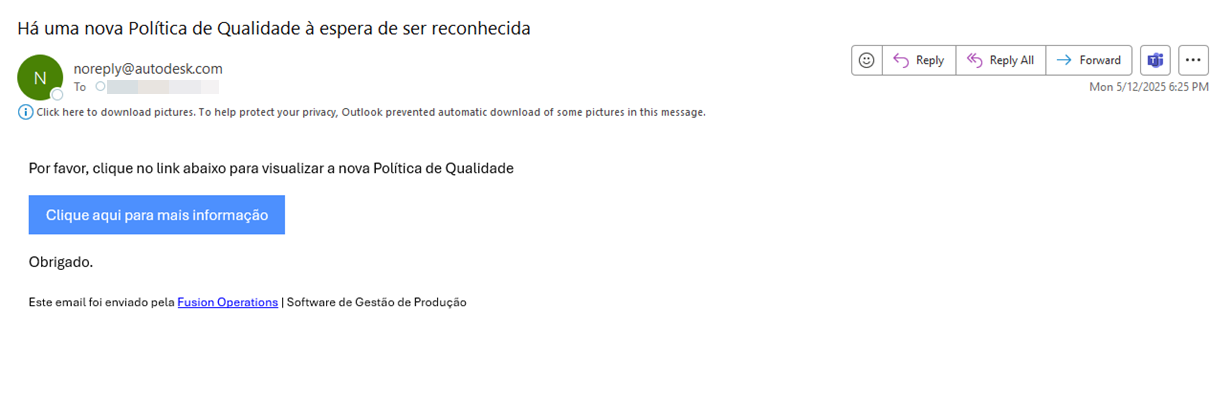 Há uma nova Política de Qualidade à espera de ser reconhecida
N
noreply@autodesk.com
To
Reply
Reply All
Forward
Mon 5/12/2025 6:25 PM
Click here to download pictures. To help protect your privacy, Outlook prevented automatic download of some pictures in this message.
Por favor, clique no link abaixo para visualizar a nova Política de Qualidade
Clique aqui para mais informação
Obrigado.
Este email foi enviado pela Fusion Operations | Software de Gestão de Produção